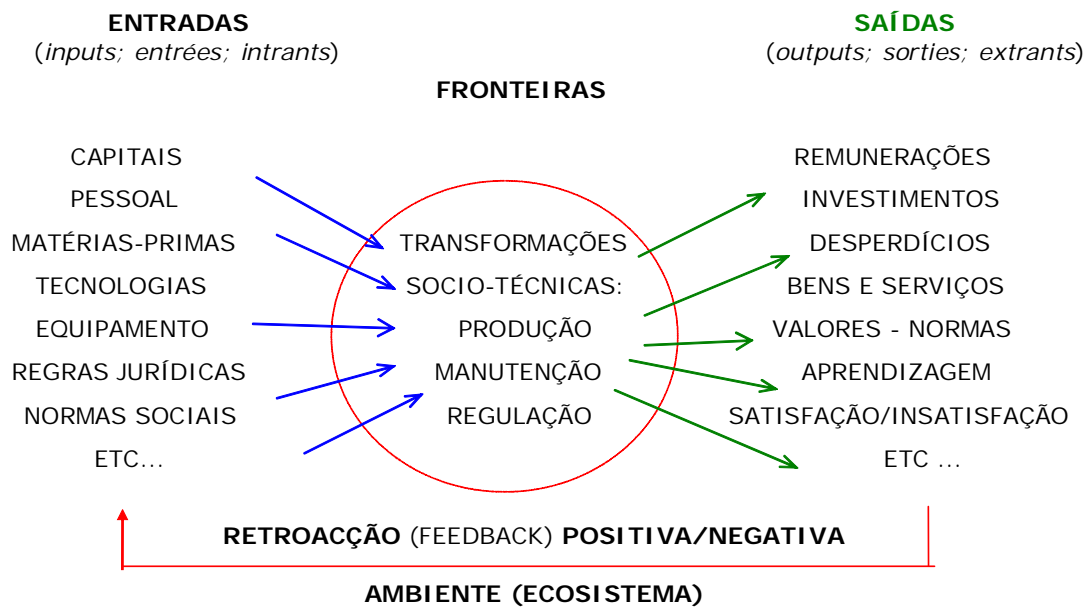 ENTRADAS
(inputs; entrées; intrants)
SAÍDAS
(outputs; sorties; extrants)
FRONTEIRAS
CAPITAIS
PESSOAL
MATÉRIAS-PRIMAS
TECNOLOGIAS
EQUIPAMENTO
REGRAS JURÍDICAS
NORMAS SOCIAIS
ETC...
TRANSFORMAÇÕES
SOCIO-TÉCNICAS:
PRODUÇÃO
MANUTENÇÃO
REGULAÇÃO
REMUNERAÇÕES
INVESTIMENTOS
DESPERDÍCIOS
BENS E SERVIÇOS
VALORES - NORMAS
APRENDIZAGEM
SATISFAÇÃO/INSATISFAÇÃO
ETC ...
RETROACÇÃO (FEEDBACK) POSITIVA/NEGATIVA
AMBIENTE (ECOSISTEMA)